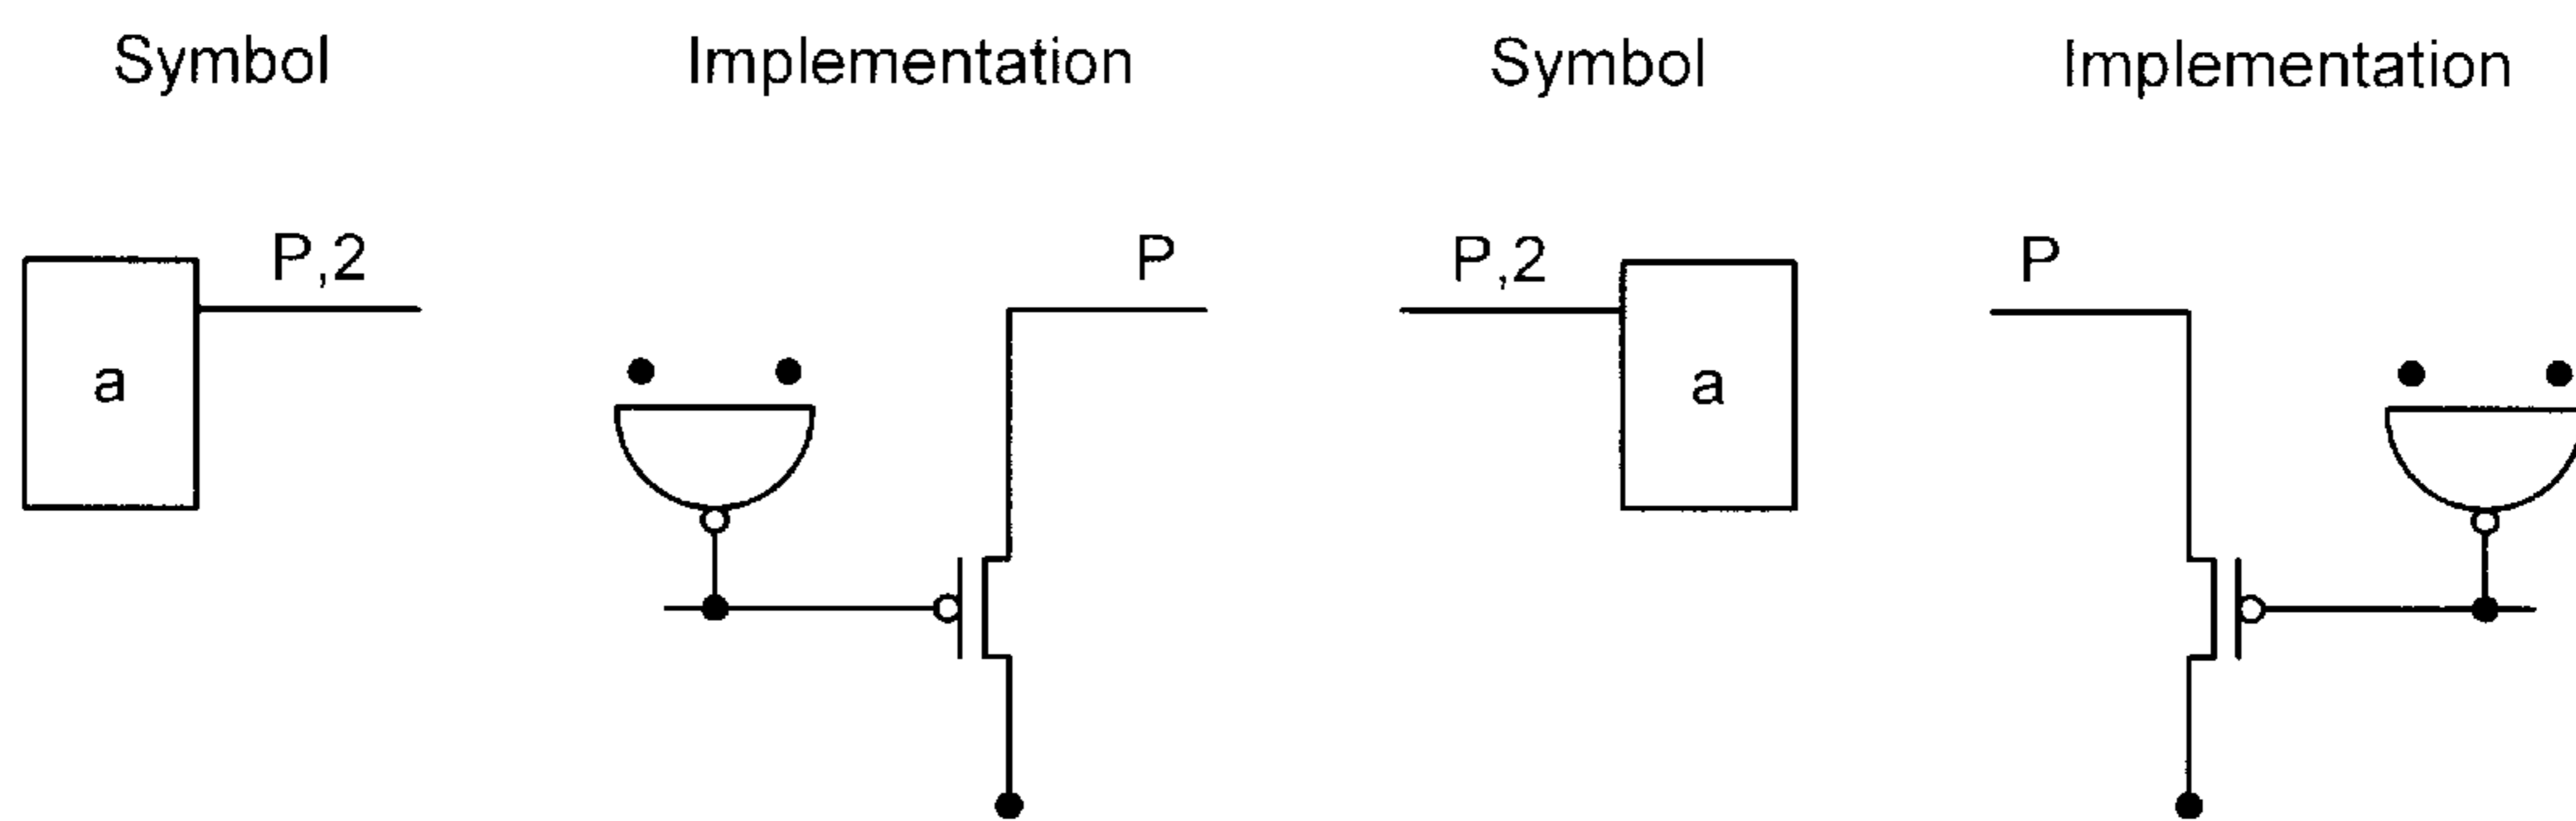 Symbol Implementation Symbol Implementation
P,2 P P,2 P
a a